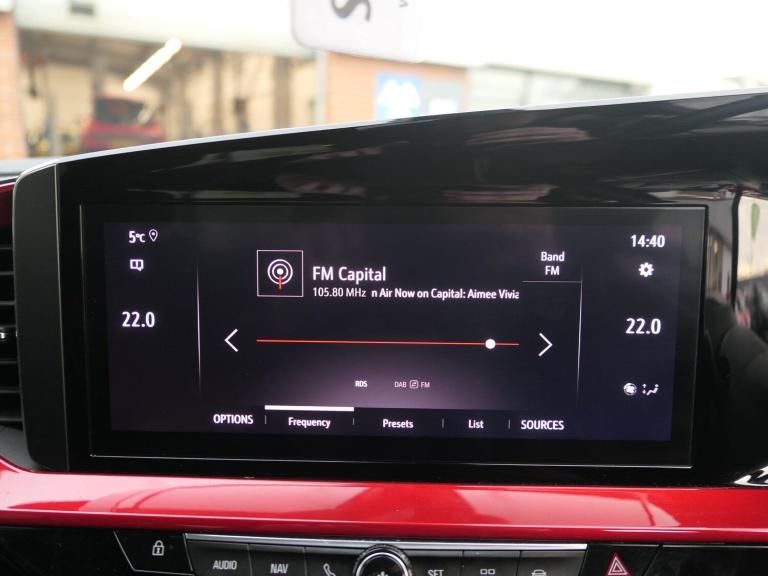 5°C
14:40
FM Capital
Band
FM
105.80 MHz n Air Now on Capital: Aimee Vivia
22.0
22.0
RDS
DAB FM
OPTIONS
Frequency
Presets
List
SOURCES
AUDIO
NAV
SET